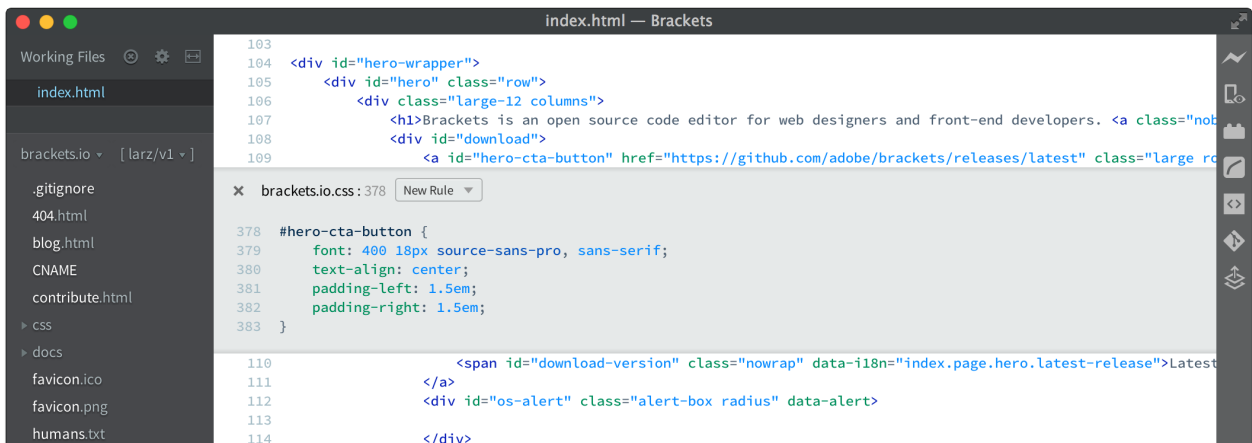 index.html — Brackets
Working Files
index.html
brackets.io [ larz/v1 ]
.gitignore
404.html
blog.html
CNAME
contribute.html
css
docs
favicon.ico
favicon.png
humans.txt
103
104 <div id="hero-wrapper">
105 <div id="hero" class="row">
106 <div class="large-12 columns">
107 <h1>Brackets is an open source code editor for web designers and front-end developers. <a class="nob
108 <div id="download">
109 <a id="hero-cta-button" href="https://github.com/adobe/brackets/releases/latest" class="large ro
× brackets.io.css : 378 New Rule
378 #hero-cta-button {
379 font: 400 18px source-sans-pro, sans-serif;
380 text-align: center;
381 padding-left: 1.5em;
382 padding-right: 1.5em;
383 }
110 <span id="download-version" class="nowrap" data-i18n="index.page.hero.latest-release">Latest
111 </a>
112 <div id="os-alert" class="alert-box radius" data-alert>
113
114 </div>